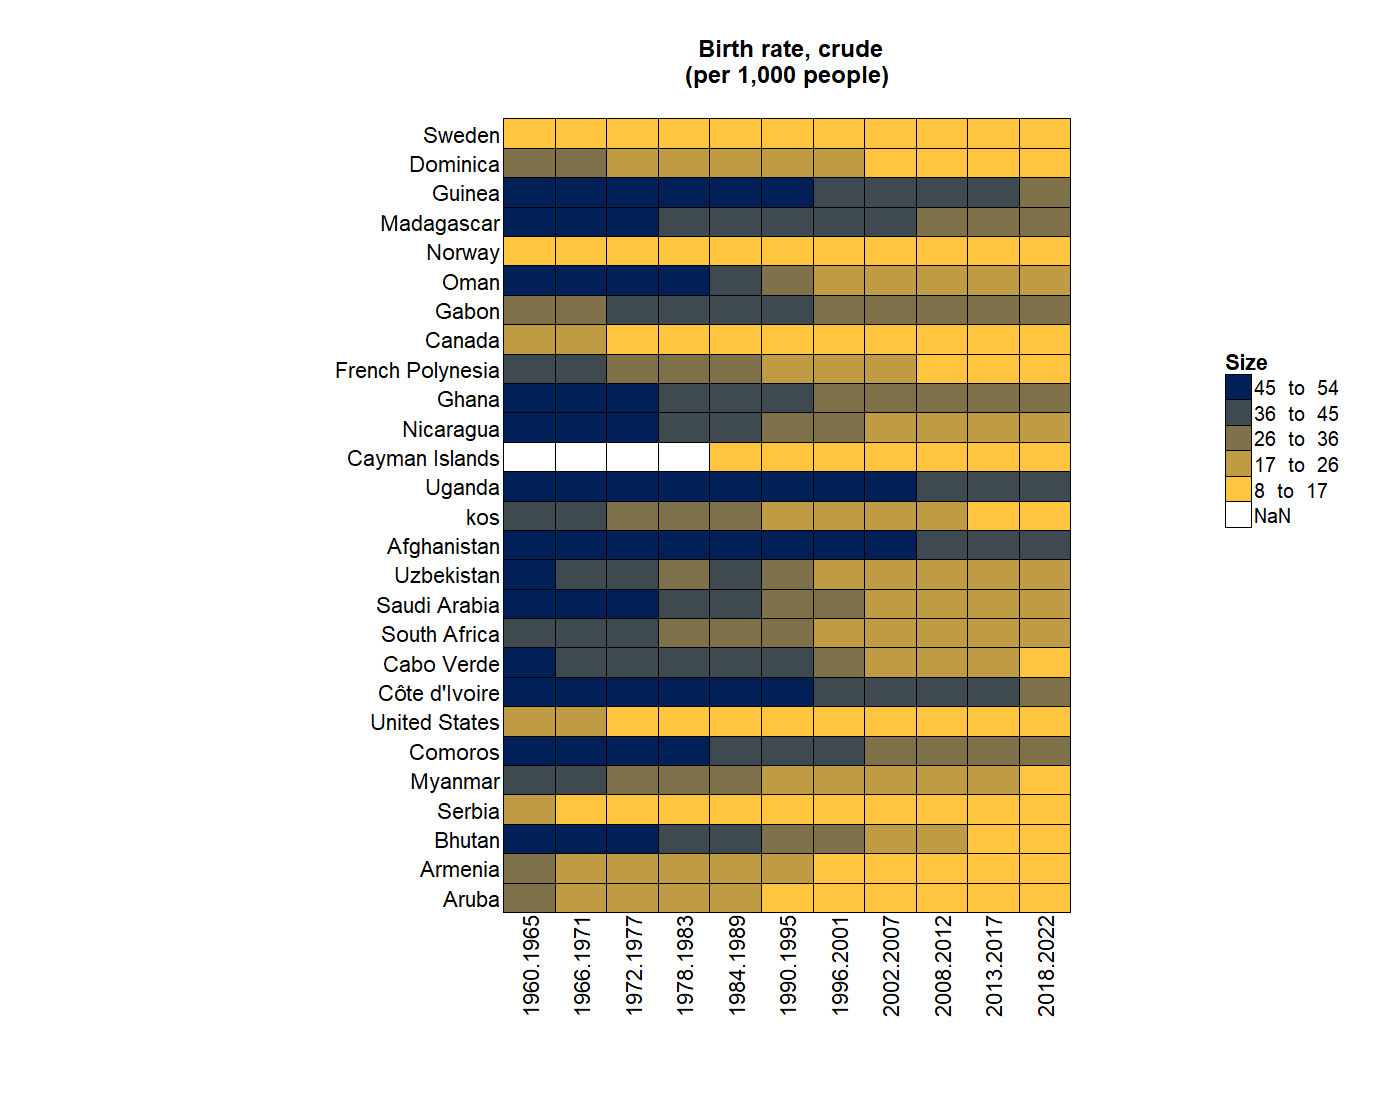 Birth rate, crude
(per 1,000 people)
Sweden
Dominica
Guinea
Madagascar
Norway
Oman
Gabon
Canada
French Polynesia
Ghana
Nicaragua
Cayman Islands
Uganda
kos
Afghanistan
Uzbekistan
Saudi Arabia
South Africa
Cabo Verde
Côte d'Ivoire
United States
Comoros
Myanmar
Serbia
Bhutan
Armenia
Aruba
1960.1965
1966.1971
1972.1977
1978.1983
1984.1989
1990.1995
1996.2001
2002.2007
2008.2012
2013.2017
2018.2022
Size
45 to 54
36 to 45
26 to 36
17 to 26
8 to 17
NaN